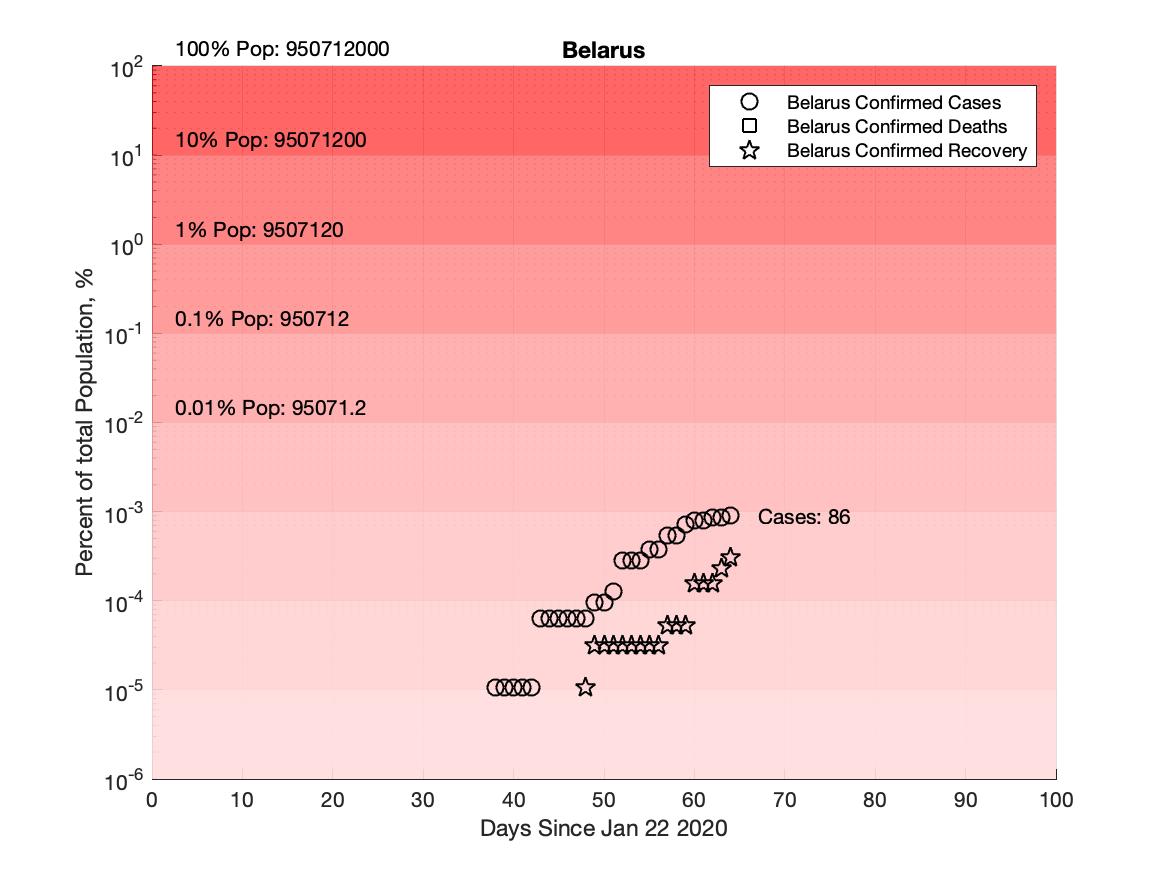 100% Pop: 950712000
Belarus
10^2
Belarus Confirmed Cases
Belarus Confirmed Deaths
Belarus Confirmed Recovery
10% Pop: 95071200
10^1
1% Pop: 9507120
10^0
0.1% Pop: 950712
10^-1
0.01% Pop: 95071.2
10^-2
10^-3
Cases: 86
10^-4
10^-5
10^-6
Percent of total Population, %
0 10 20 30 40 50 60 70 80 90 100
Days Since Jan 22 2020